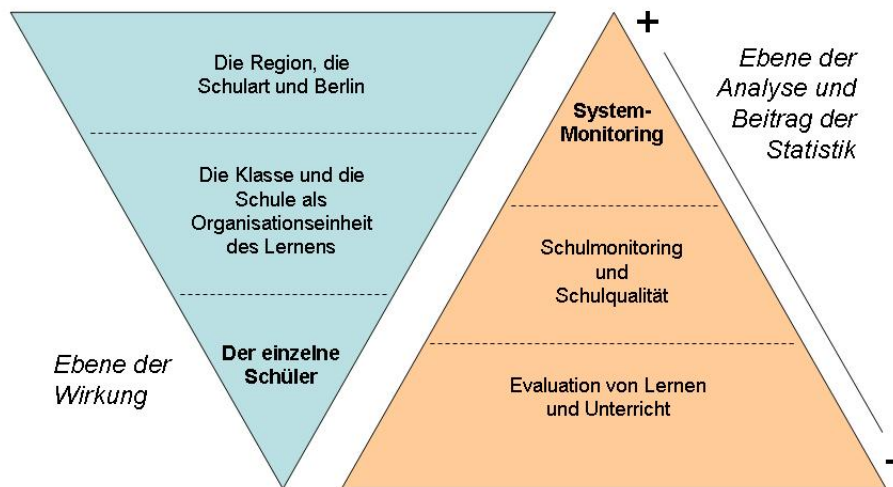 Die Region, die
Schulart und Berlin
Die Klasse und die
Schule als
Organisationseinheit
des Lernens
Der einzelne
Schüler
Ebene der
Wirkung
+
System-
Monitoring
Schulmonitoring
und
Schulqualität
Evaluation von Lernen
und Unterricht
Ebene der
Analyse und
Beitrag der
Statistik
-